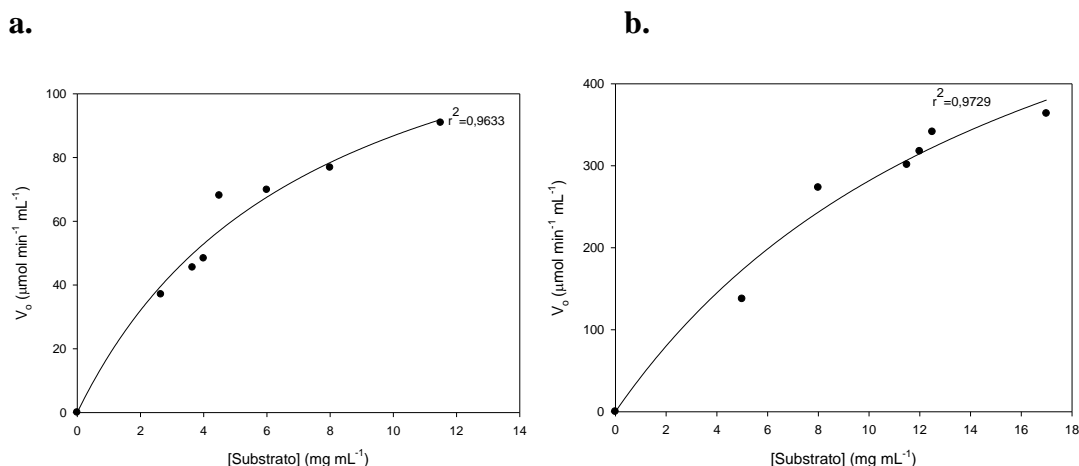 a.
100
80
60
40
20
0
V₀ (μmol min⁻¹ mL⁻¹)
r²=0,9633
0 2 4 6 8 10 12 14
[Substrato] (mg mL⁻¹)
b.
400
300
200
100
0
V₀ (μmol min⁻¹ mL⁻¹)
r²=0,9729
0 2 4 6 8 10 12 14 16 18
[Substrato] (mg mL⁻¹)